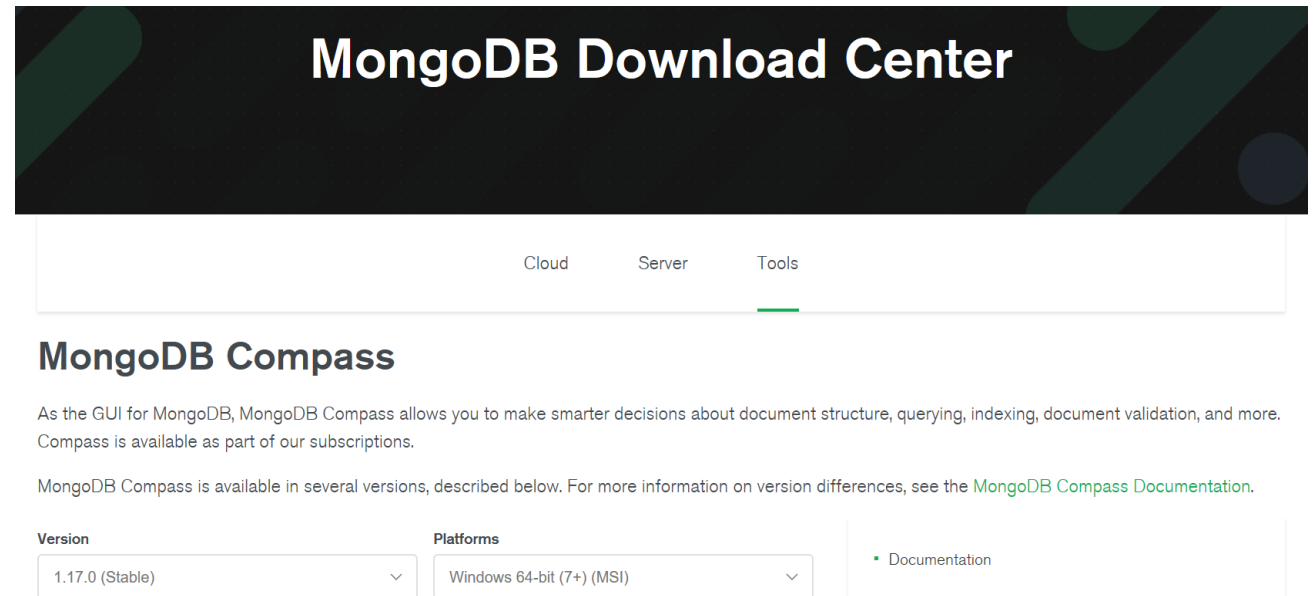 MongoDB Download Center
Cloud Server Tools
MongoDB Compass
As the GUI for MongoDB, MongoDB Compass allows you to make smarter decisions about document structure, querying, indexing, document validation, and more.
Compass is available as part of our subscriptions.
MongoDB Compass is available in several versions, described below. For more information on version differences, see the MongoDB Compass Documentation.
Version Platforms
1.17.0 (Stable) Windows 64-bit (7+) (MSI)
Documentation